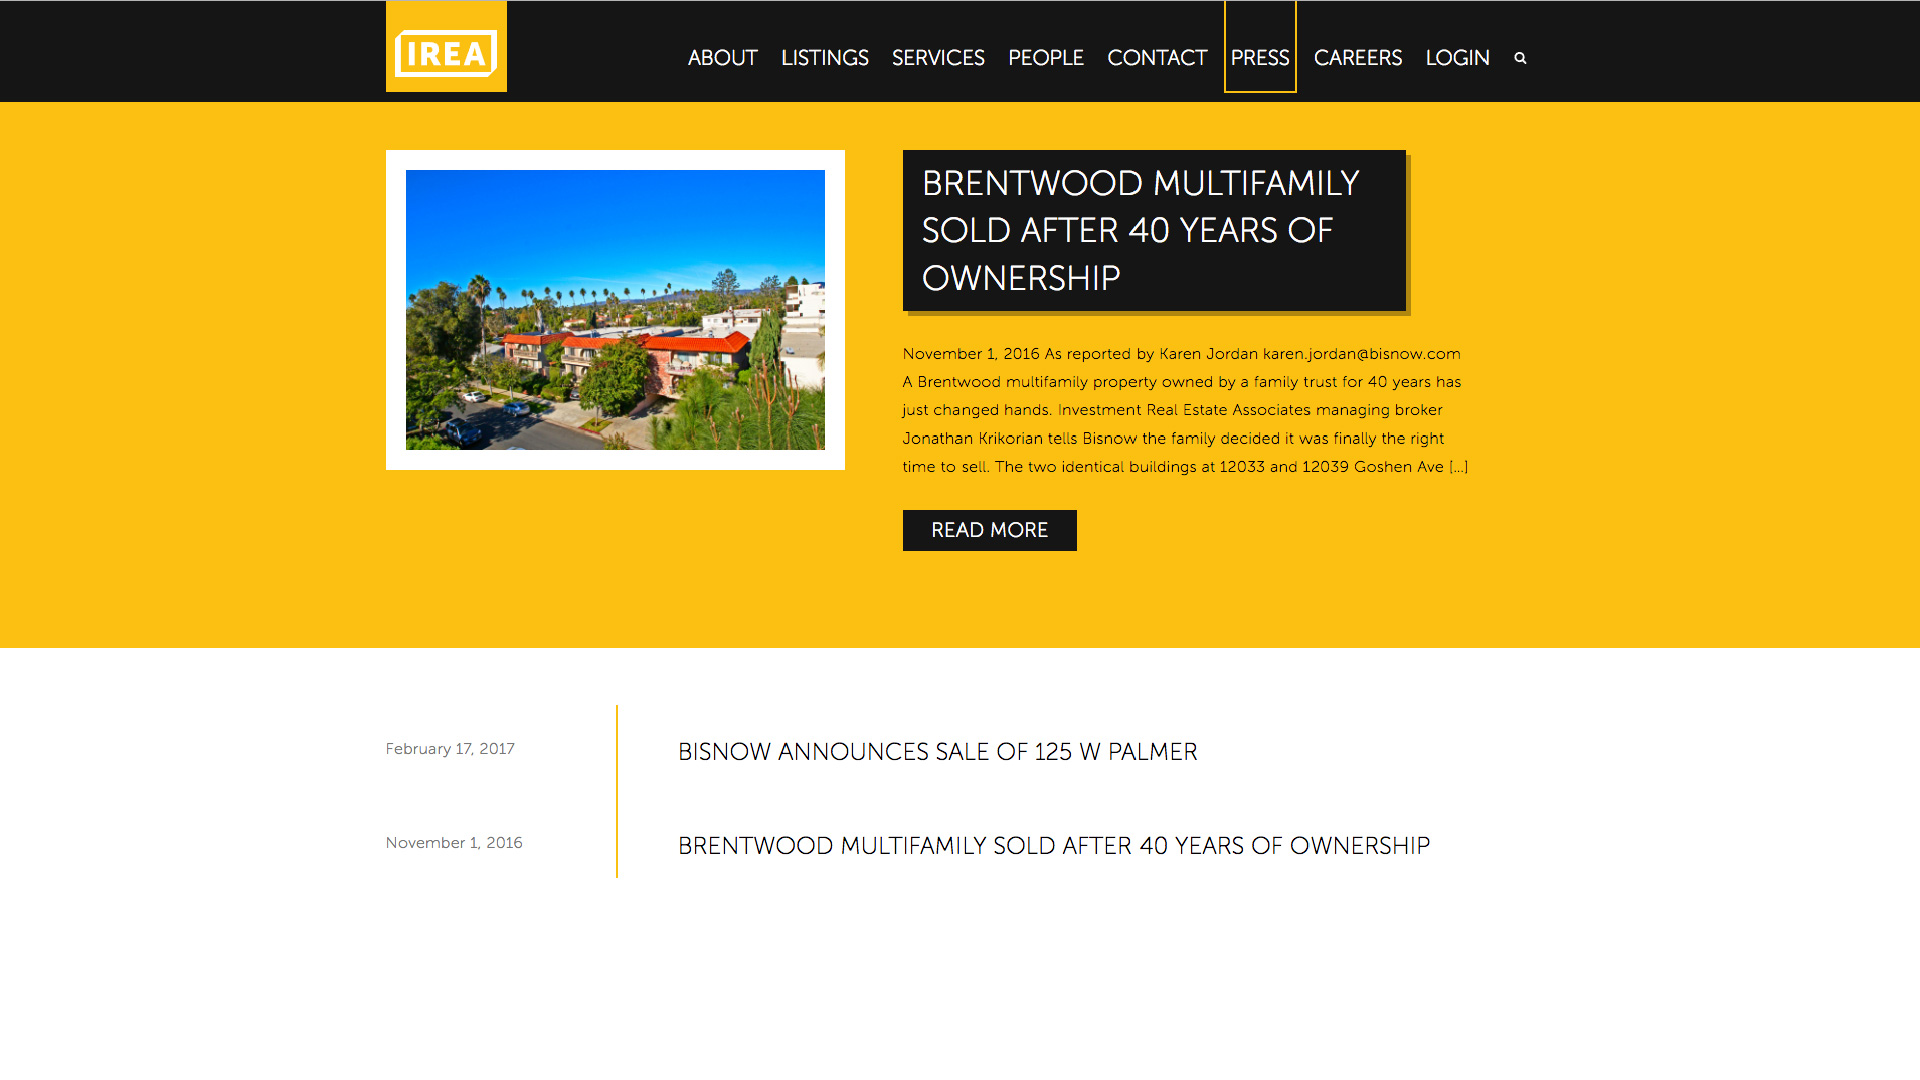 IREA
ABOUT LISTINGS SERVICES PEOPLE CONTACT PRESS CAREERS LOGIN
BRENTWOOD MULTIFAMILY
SOLD AFTER 40 YEARS OF
OWNERSHIP
November 1, 2016 As reported by Karen Jordan karen.jordan@bisnow.com
A Brentwood multifamily property owned by a family trust for 40 years has
just changed hands. Investment Real Estate Associates managing broker
Jonathan Krikorian tells Bisnow the family decided it was finally the right
time to sell. The two identical buildings at 12033 and 12039 Goshen Ave [...]
READ MORE
February 17, 2017
BISNOW ANNOUNCES SALE OF 125 W PALMER
November 1, 2016
BRENTWOOD MULTIFAMILY SOLD AFTER 40 YEARS OF OWNERSHIP